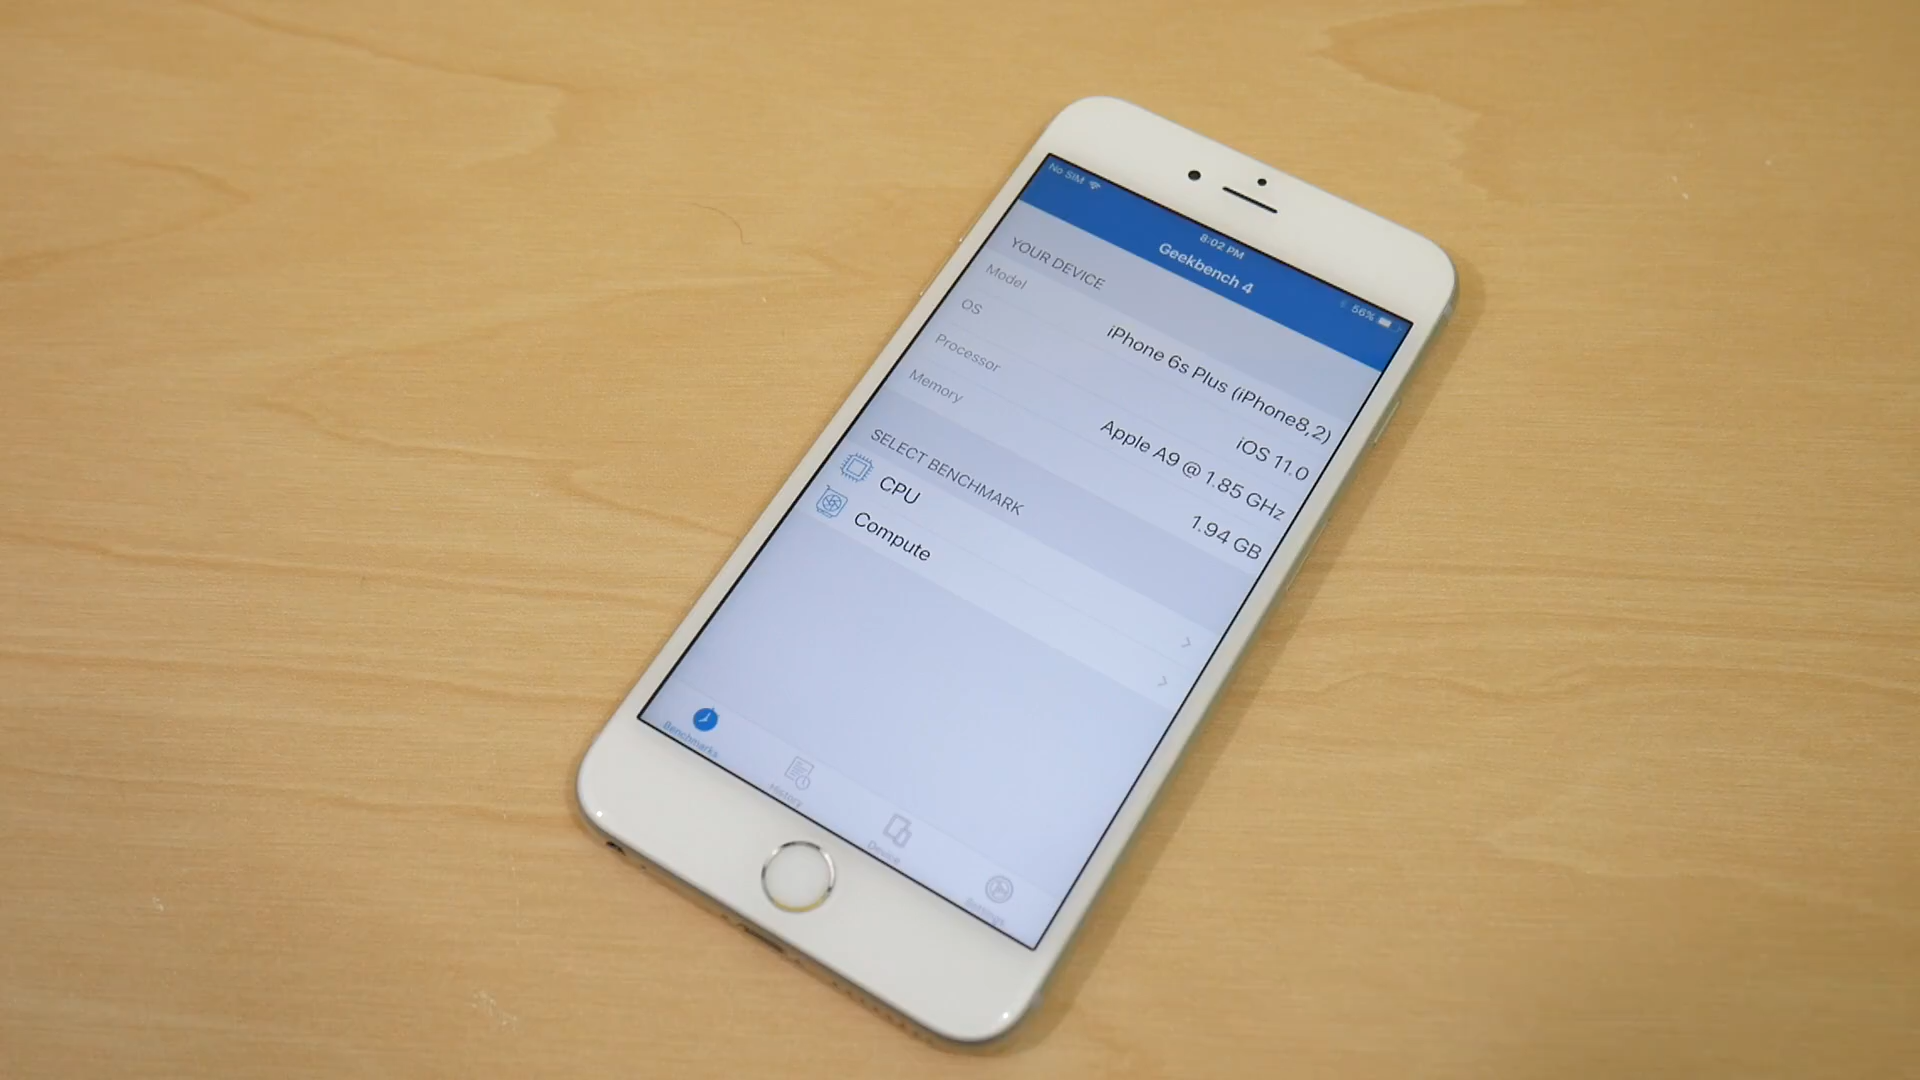 No SIM
8:02 PM
56%
Geekbench 4
YOUR DEVICE
Model
iPhone 6s Plus (iPhone8,2)
OS
iOS 11.0
Processor
Apple A9 @ 1.85 GHz
Memory
1.94 GB
SELECT BENCHMARK
CPU
Compute
Benchmarks
History
Device
Settings